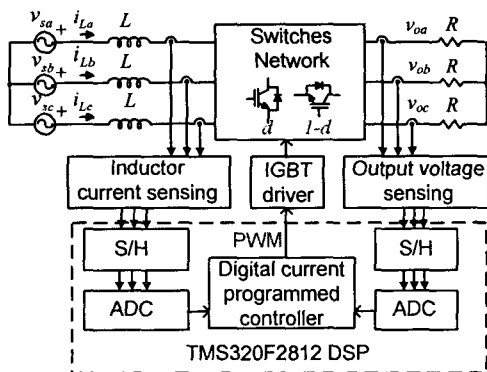 v_sa + i_La L
v_sb + i_Lb L
v_sc + i_Lc L
Switches
Network
d 1-d
v_oa R
v_ob R
v_oc R
Inductor
current sensing
IGBT
driver
Output voltage
sensing
S/H
PWM
S/H
ADC
Digital current
programmed
controller
ADC
TMS320F2812 DSP